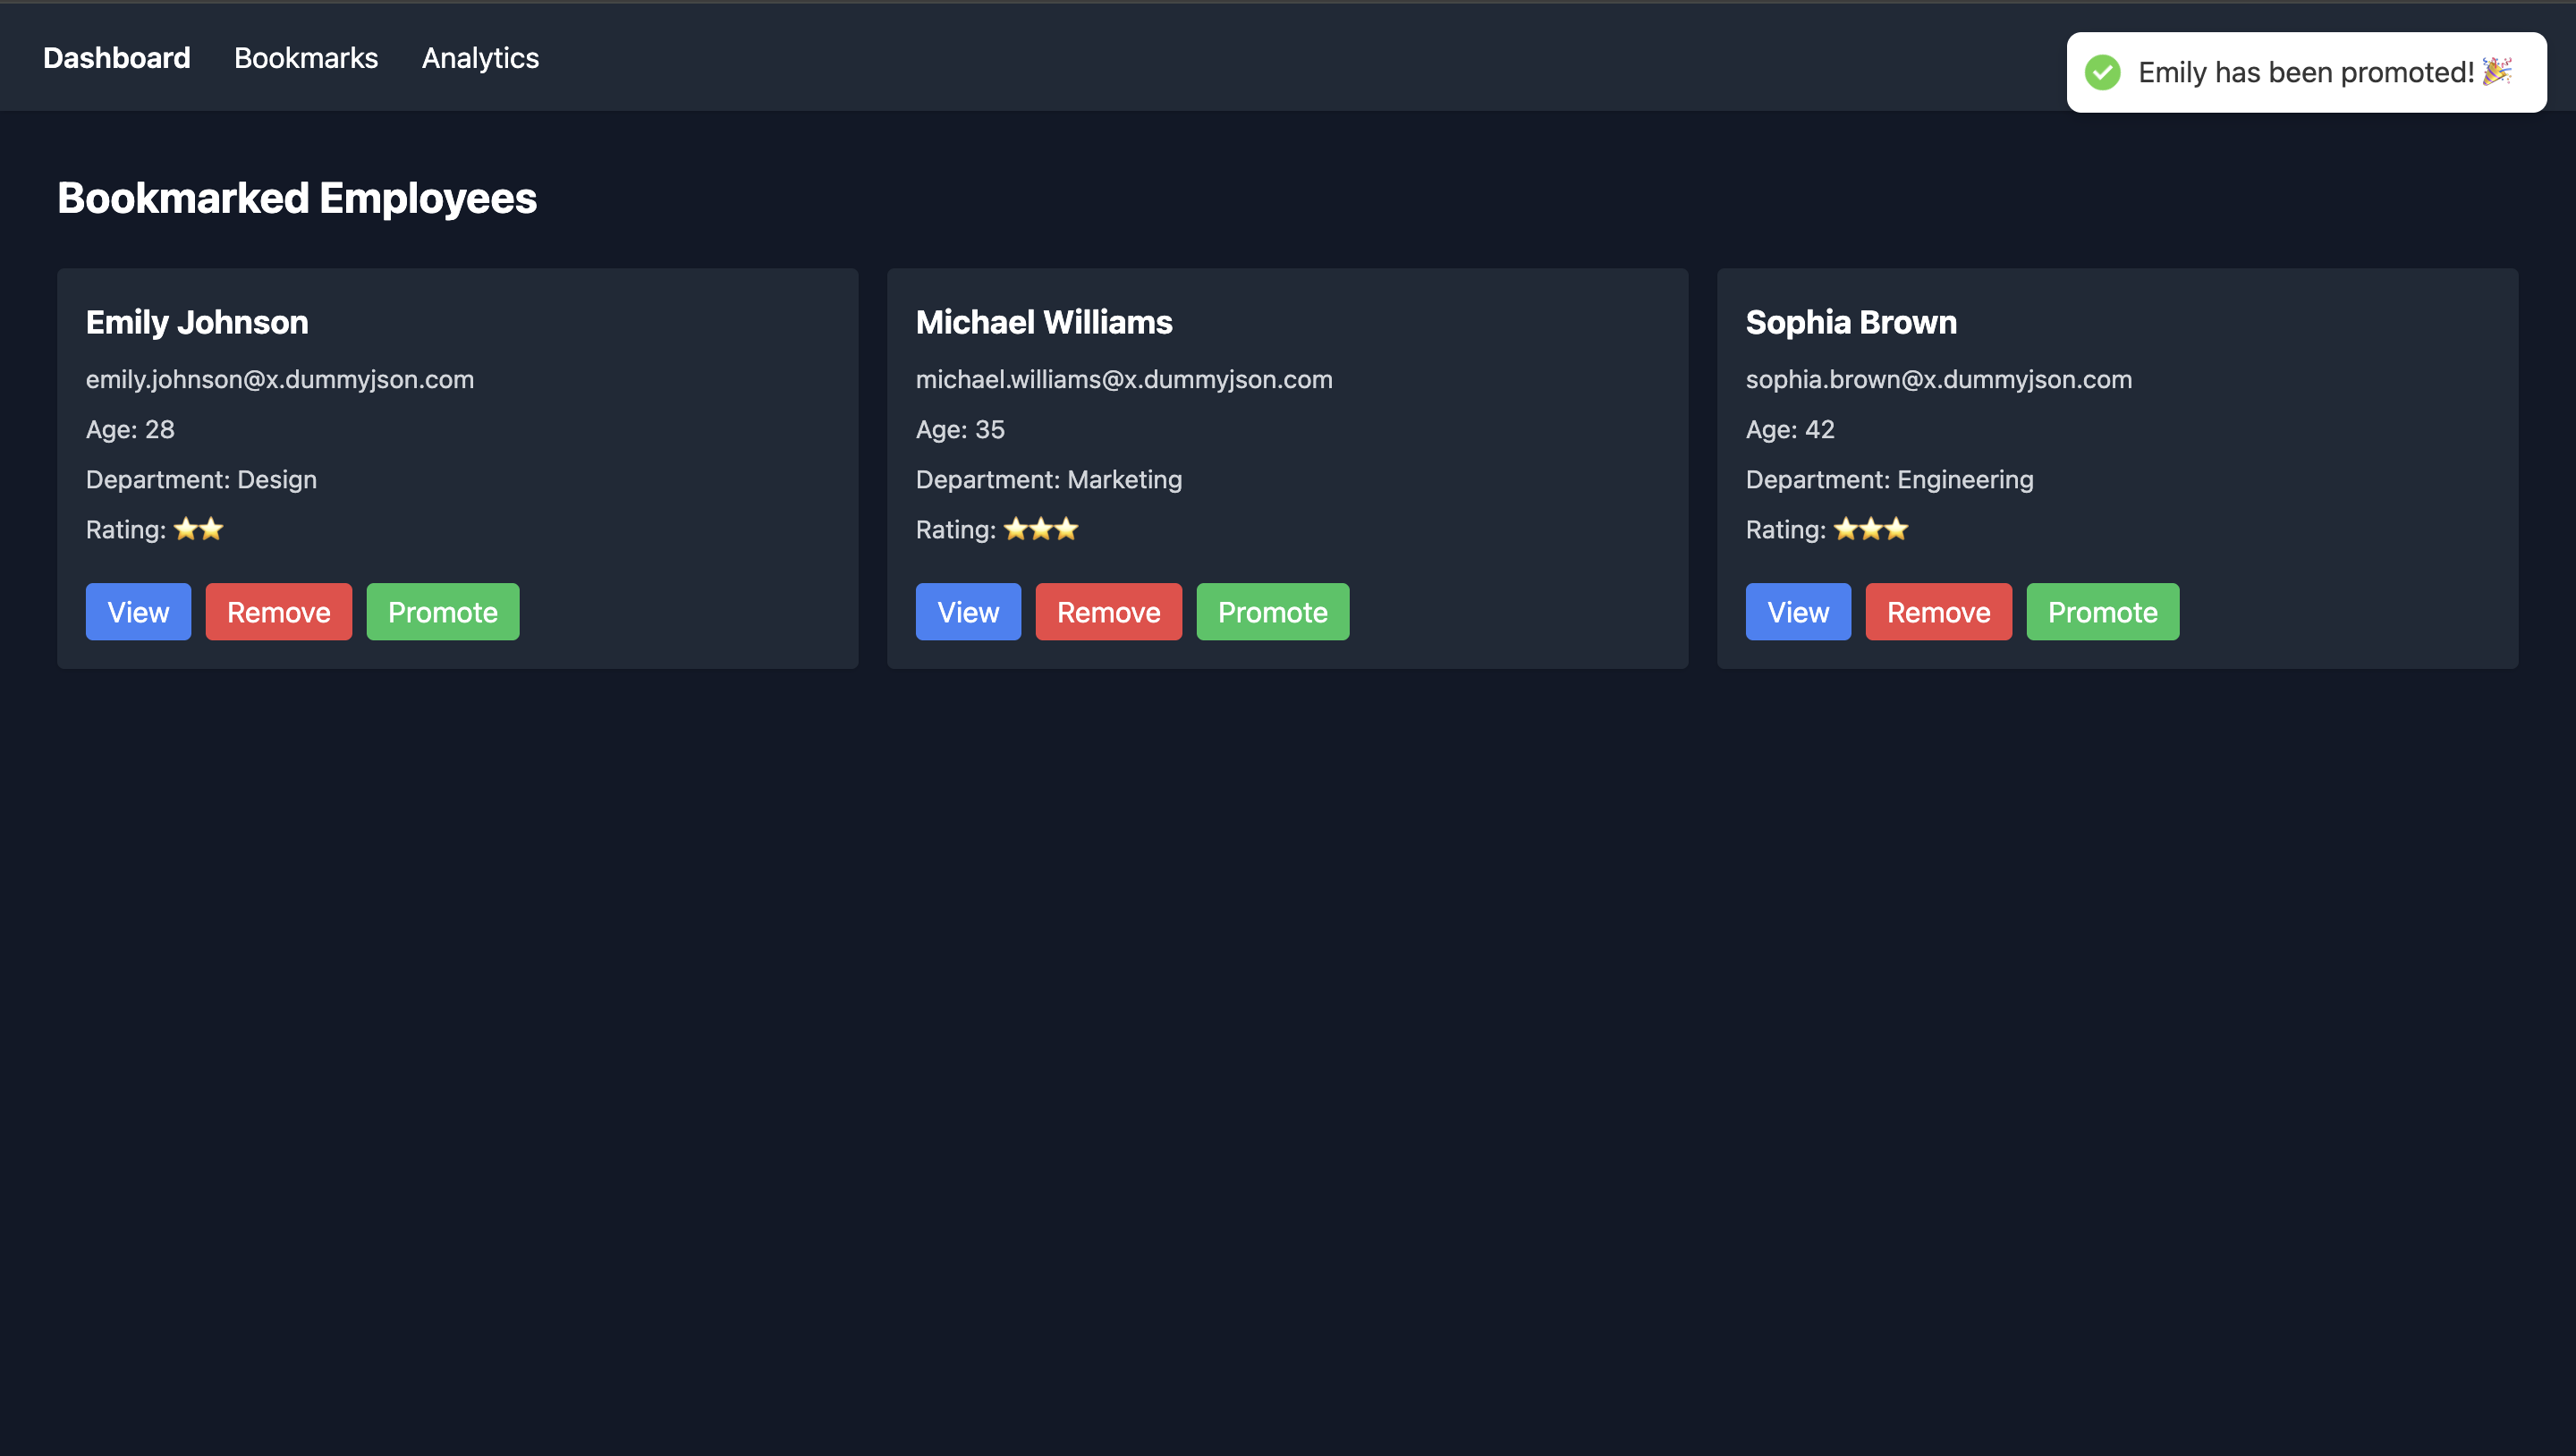 Dashboard Bookmarks Analytics
Emily has been promoted! 🎉
Bookmarked Employees
Emily Johnson
emily.johnson@x.dummyjson.com
Age: 28
Department: Design
Rating: ⭐⭐
View Remove Promote
Michael Williams
michael.williams@x.dummyjson.com
Age: 35
Department: Marketing
Rating: ⭐⭐⭐
View Remove Promote
Sophia Brown
sophia.brown@x.dummyjson.com
Age: 42
Department: Engineering
Rating: ⭐⭐⭐
View Remove Promote